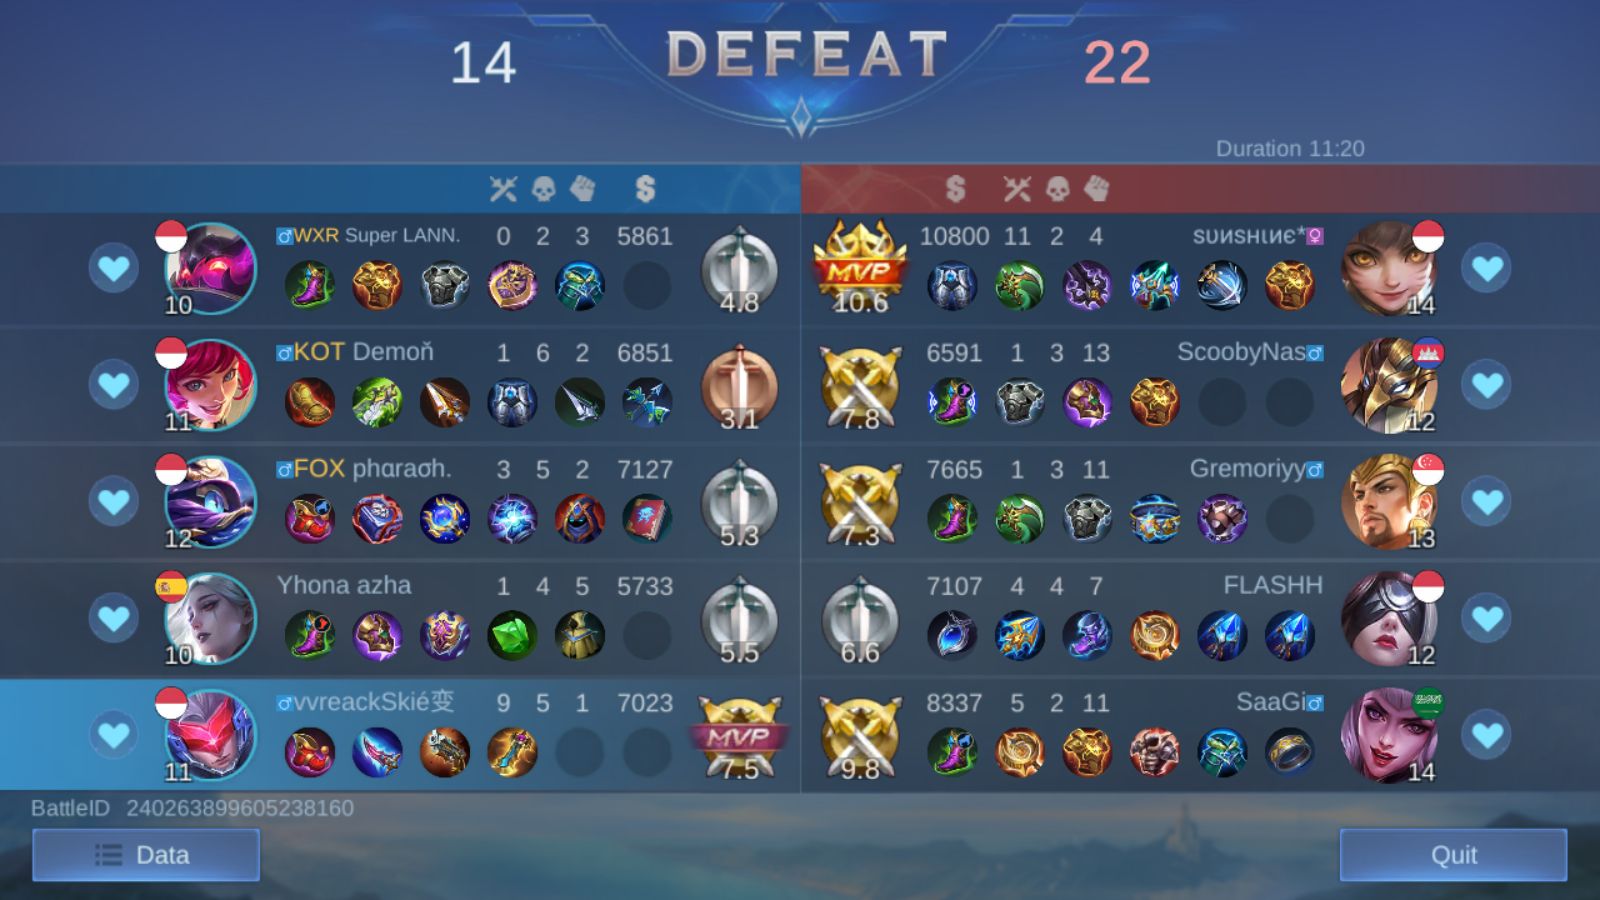 14 DEFEAT 22
Duration 11:20
WXR Super LANN. 0 2 3 5861
10 4.8
MVP 10800 11 2 4 ѕυиѕнιиє*
10.6 14
KOT Demoň 1 6 2 6851
11 3.1
6591 1 3 13 ScoobyNas
7.8 12
FOX phɑraσh. 3 5 2 7127
12 5.3
7665 1 3 11 Gremoriyy
7.3 13
Yhona azha 1 4 5 5733
10 5.5
7107 4 4 7 FLASHH
6.6 12
vvreackSkié变 9 5 1 7023
11 MVP 7.5
8337 5 2 11 SaaGi
9.8 14
BattleID 240263899605238160
Data
Quit